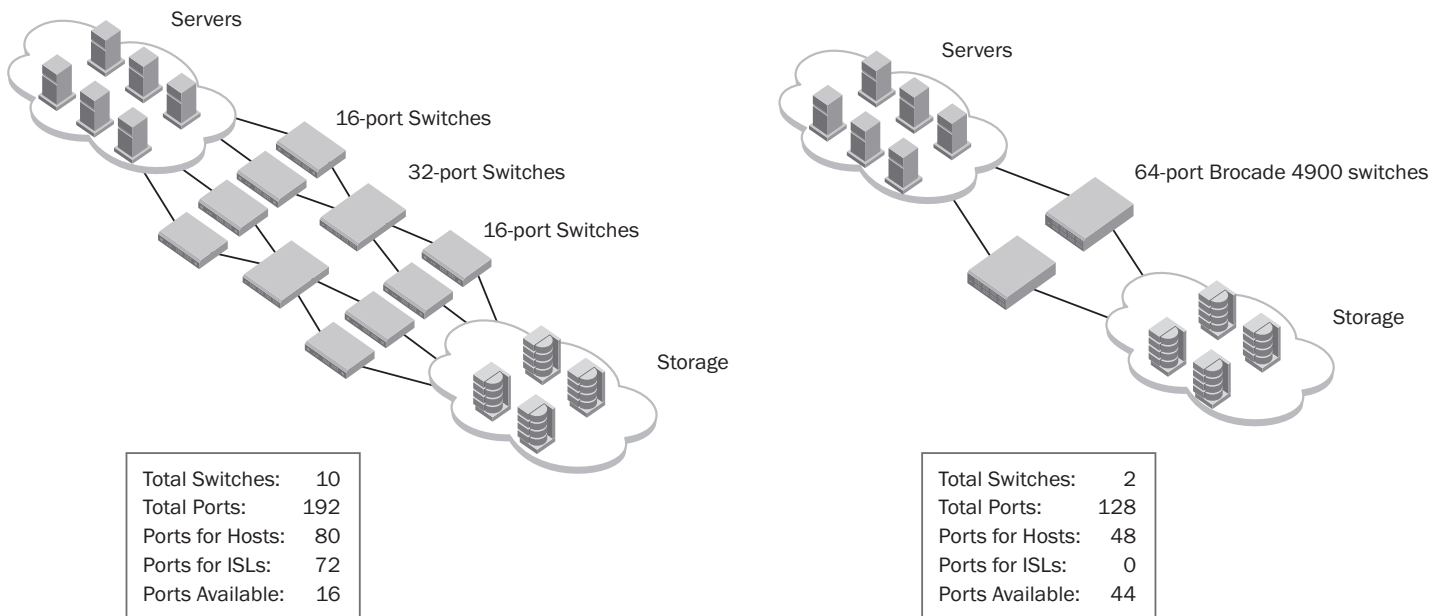 Servers
16-port Switches
32-port Switches
16-port Switches
Storage
Total Switches: 10
Total Ports: 192
Ports for Hosts: 80
Ports for ISLs: 72
Ports Available: 16
Servers
64-port Brocade 4900 switches
Storage
Total Switches: 2
Total Ports: 128
Ports for Hosts: 48
Ports for ISLs: 0
Ports Available: 44